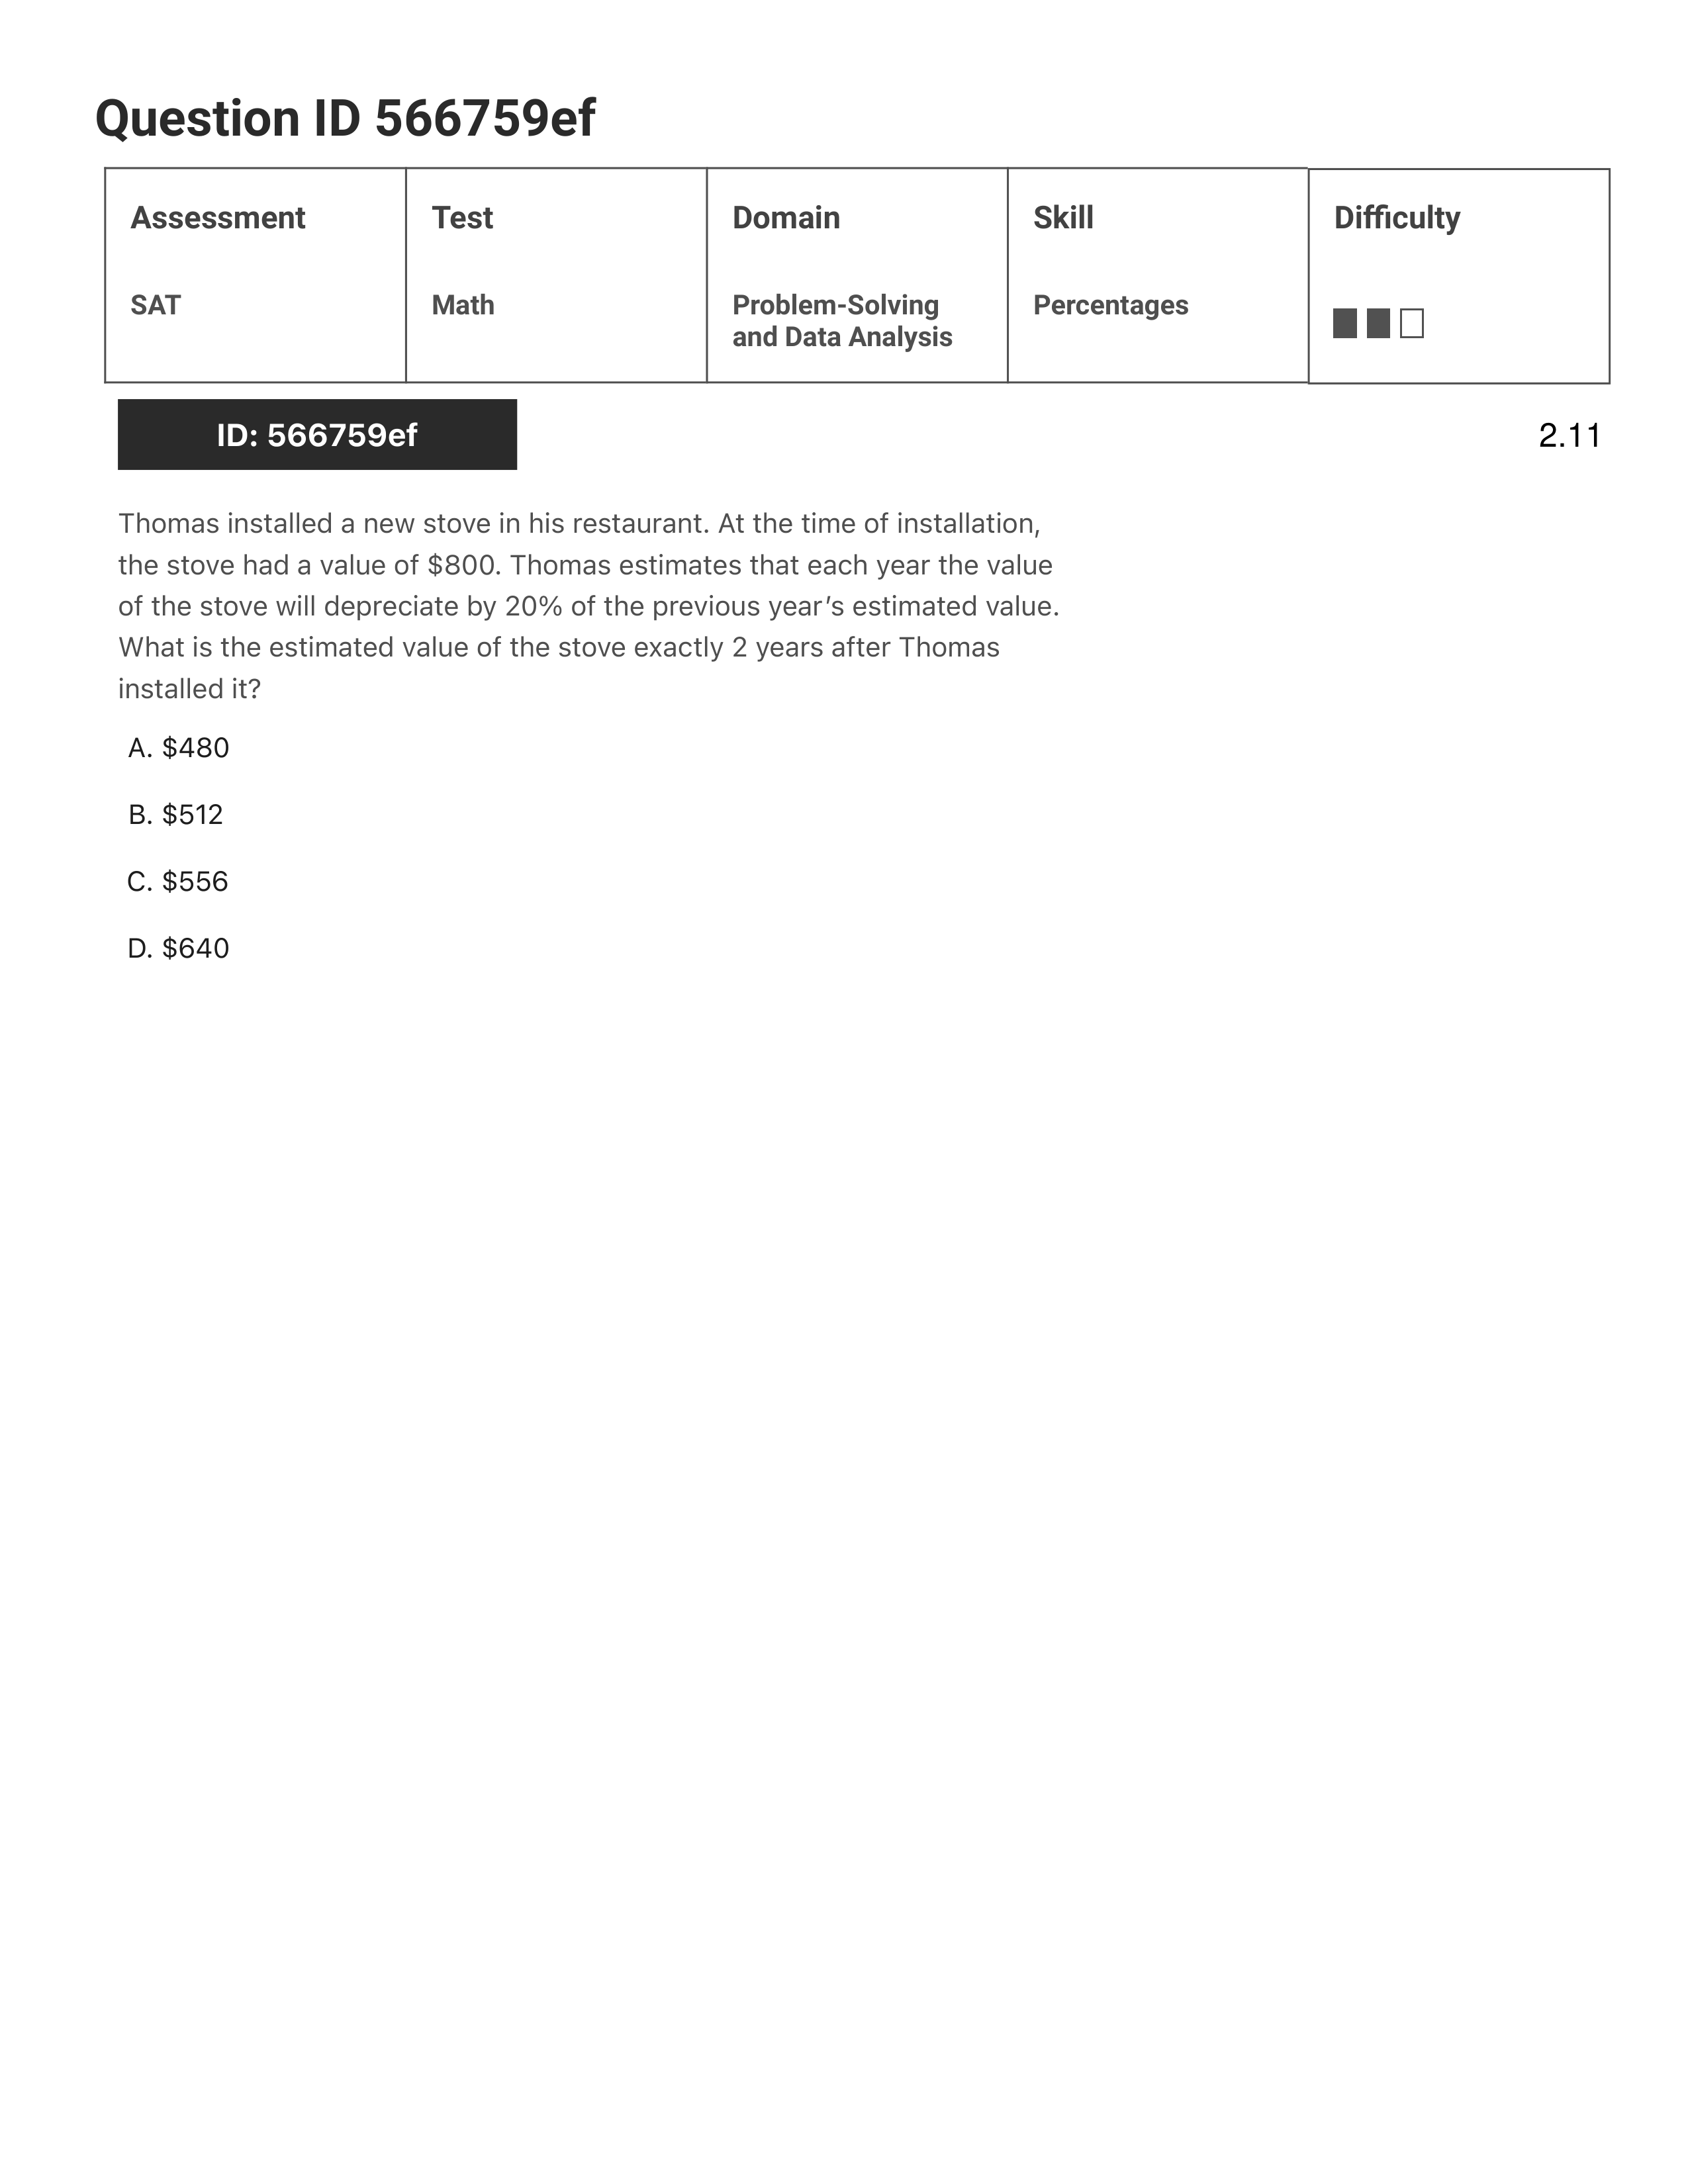 Question ID 566759ef
Assessment Test Domain Skill Difficulty
SAT Math Problem-Solving and Data Analysis Percentages
ID: 566759ef 2.11
Thomas installed a new stove in his restaurant. At the time of installation,
the stove had a value of $800. Thomas estimates that each year the value
of the stove will depreciate by 20% of the previous year’s estimated value.
What is the estimated value of the stove exactly 2 years after Thomas
installed it?
A. $480
B. $512
C. $556
D. $640